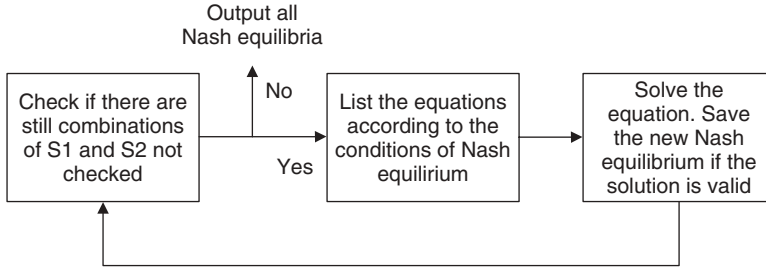 Output all
Nash equilibria
No
Check if there are
still combinations
of S1 and S2 not
checked
Yes
List the equations
according to the
conditions of Nash
equilirium
Solve the
equation. Save
the new Nash
equilibrium if the
solution is valid